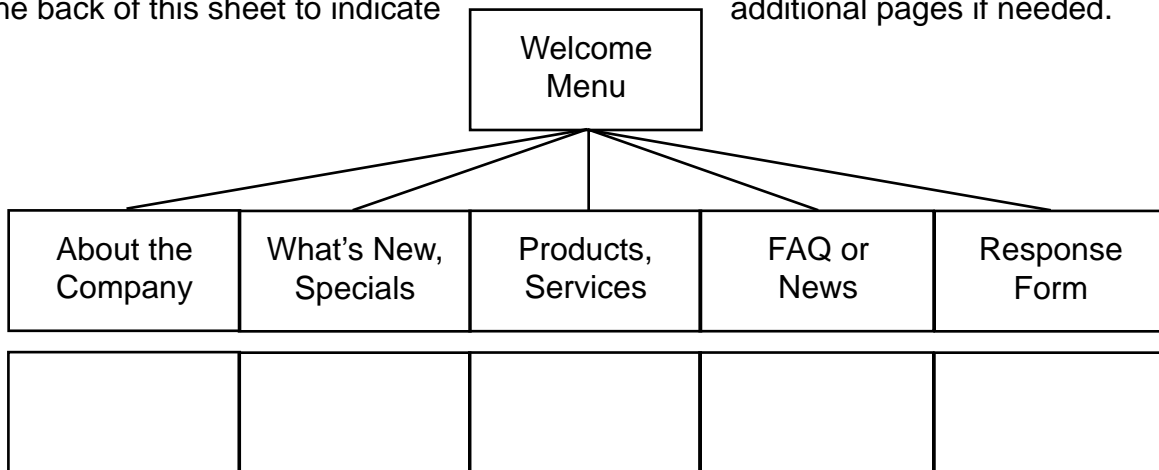 he back of this sheet to indicate additional pages if needed.
Welcome
Menu
About the
Company
What's New,
Specials
Products,
Services
FAQ or
News
Response
Form